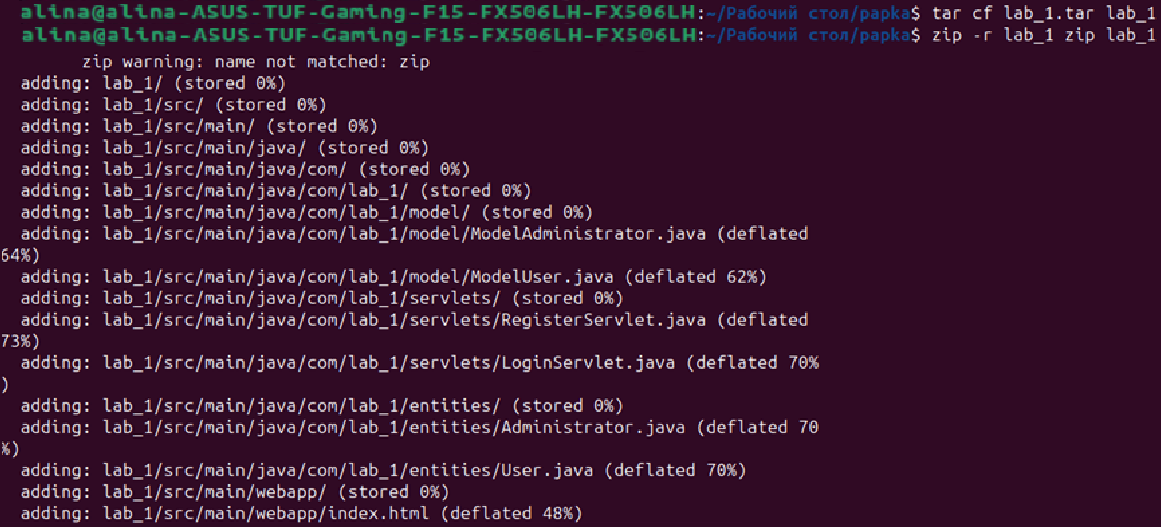 alina@alina-ASUS-TUF-Gaming-F15-FX506LH-FX506LH:~/Рабочий стол/papka$ tar cf lab_1.tar lab_1
alina@alina-ASUS-TUF-Gaming-F15-FX506LH-FX506LH:~/Рабочий стол/papka$ zip -r lab_1 zip lab_1
zip warning: name not matched: zip
adding: lab_1/ (stored 0%)
adding: lab_1/src/ (stored 0%)
adding: lab_1/src/main/ (stored 0%)
adding: lab_1/src/main/java/ (stored 0%)
adding: lab_1/src/main/java/com/ (stored 0%)
adding: lab_1/src/main/java/com/lab_1/ (stored 0%)
adding: lab_1/src/main/java/com/lab_1/model/ (stored 0%)
adding: lab_1/src/main/java/com/lab_1/model/ModelAdministrator.java (deflated
64%)
adding: lab_1/src/main/java/com/lab_1/model/ModelUser.java (deflated 62%)
adding: lab_1/src/main/java/com/lab_1/servlets/ (stored 0%)
adding: lab_1/src/main/java/com/lab_1/servlets/RegisterServlet.java (deflated
73%)
adding: lab_1/src/main/java/com/lab_1/servlets/LoginServlet.java (deflated 70%
)
adding: lab_1/src/main/java/com/lab_1/entities/ (stored 0%)
adding: lab_1/src/main/java/com/lab_1/entities/Administrator.java (deflated 70
%)
adding: lab_1/src/main/java/com/lab_1/entities/User.java (deflated 70%)
adding: lab_1/src/main/webapp/ (stored 0%)
adding: lab_1/src/main/webapp/index.html (deflated 48%)